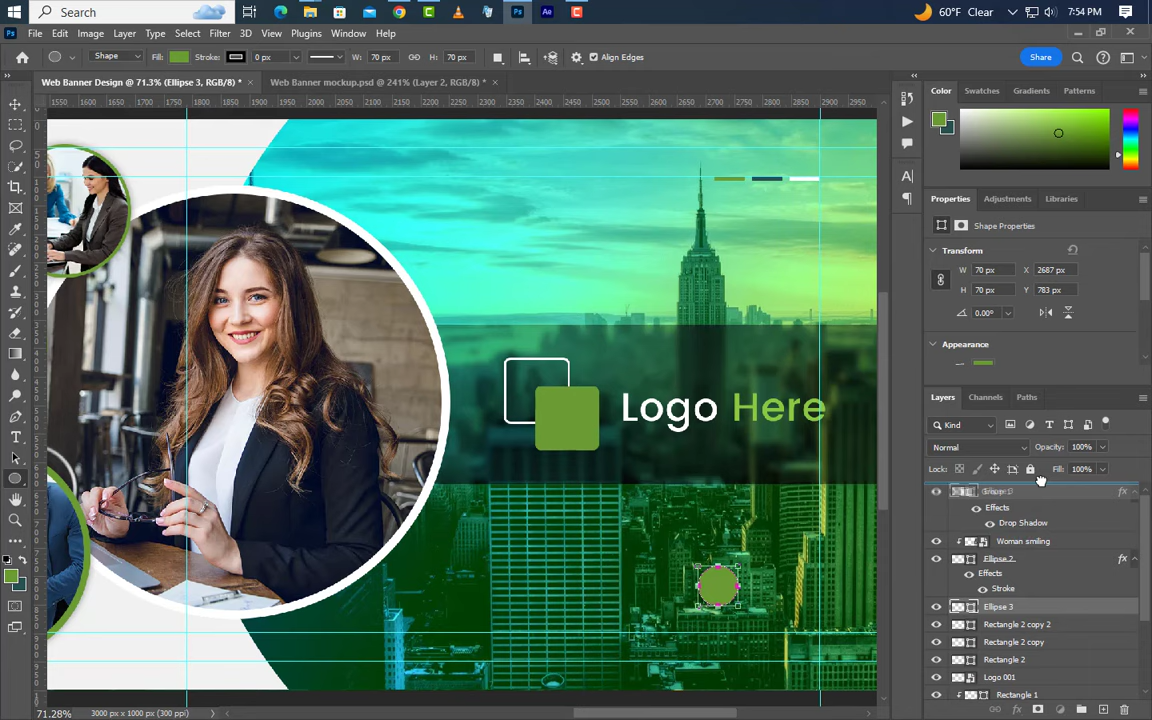 Search
Ps
Ae
60°F Clear
7:54 PM
Ps
File Edit Image Layer Type Select Filter 3D View Plugins Window Help
Shape
Fill:
Stroke:
0 px
W: 70 px
H: 70 px
Align Edges
Share
Web Banner Design @ 71.3% (Ellipse 3, RGB/8) *
Web Banner mockup.psd @ 241% (Layer 2, RGB/8) *
1550 1600 1650 1700 1750 1800 1850 1900 1950 2000 2050 2100 2150 2200 2250 2300 2350 2400 2450 2500 2550 2600 2650 2700 2750 2800 2850 2900 2950
Logo Here
Color Swatches Gradients Patterns
Properties Adjustments Libraries
Shape Properties
Transform
W 70 px X 2687 px
H 70 px Y 783 px
0.00°
Appearance
Layers Channels Paths
Kind
Normal
Opacity: 100%
Lock:
Fill: 100%
fx
Effects
Drop Shadow
Woman smiling
Ellipse 2
fx
Effects
Stroke
Ellipse 3
Rectangle 2 copy 2
Rectangle 2 copy
Rectangle 2
Logo 001
Rectangle 1
71.28%
3000 px x 1000 px (300 ppi)